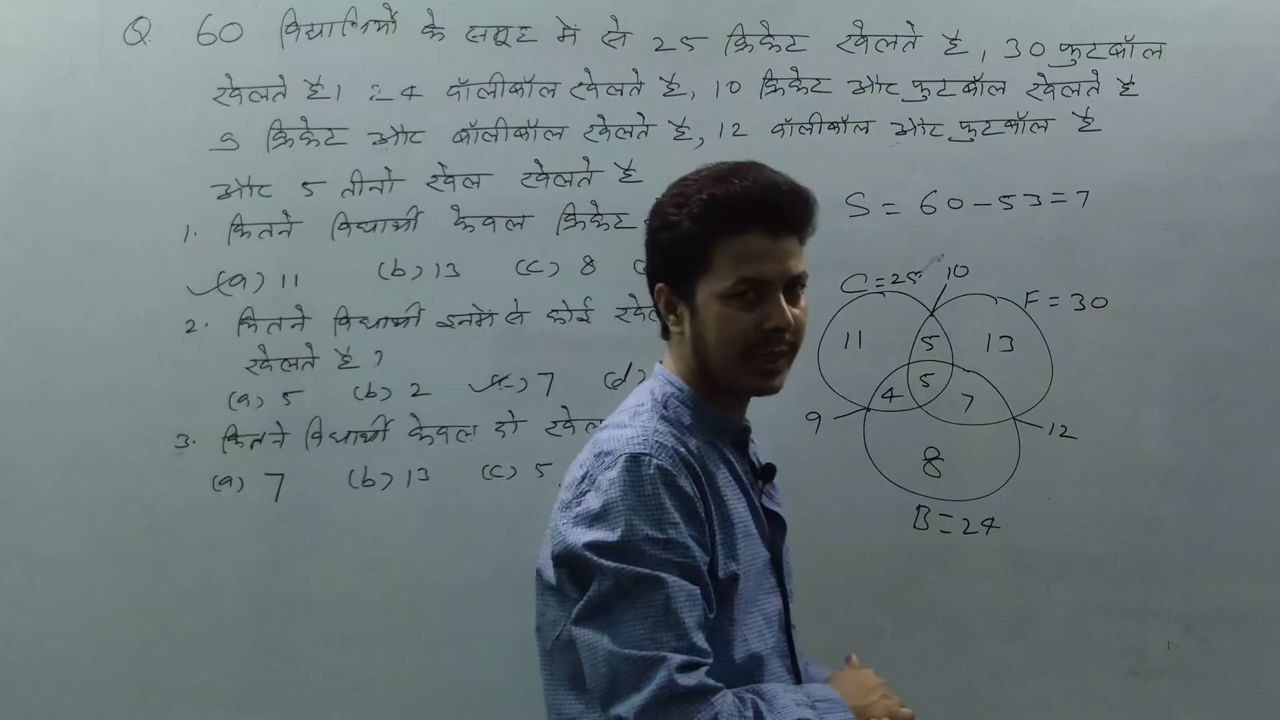 Q. 60 विद्यार्थियों के समूह में से 25 क्रिकेट खेलते है, 30 फुटबॉल
खेलते है। 24 वॉलीबॉल खेलते है, 10 क्रिकेट और फुटबॉल खेलते है
9 क्रिकेट और वॉलीबॉल खेलते है, 12 वॉलीबॉल और फुटबॉल है
और 5 तीनो खेल खेलते है
1. कितने विद्यार्थी केवल क्रिकेट
(a) 11 (b) 13 (c) 8
2. कितने विद्यार्थी इनमे से कोई
खेलते है ?
(a) 5 (b) 2 (c) 7 (d)
3. कितने विद्यार्थी केवल दो खेल
(a) 7 (b) 13 (c) 5
S = 60 - 53 = 7
C = 25 10
F = 30
11 5 13
5
4 7
9 12
8
B = 24